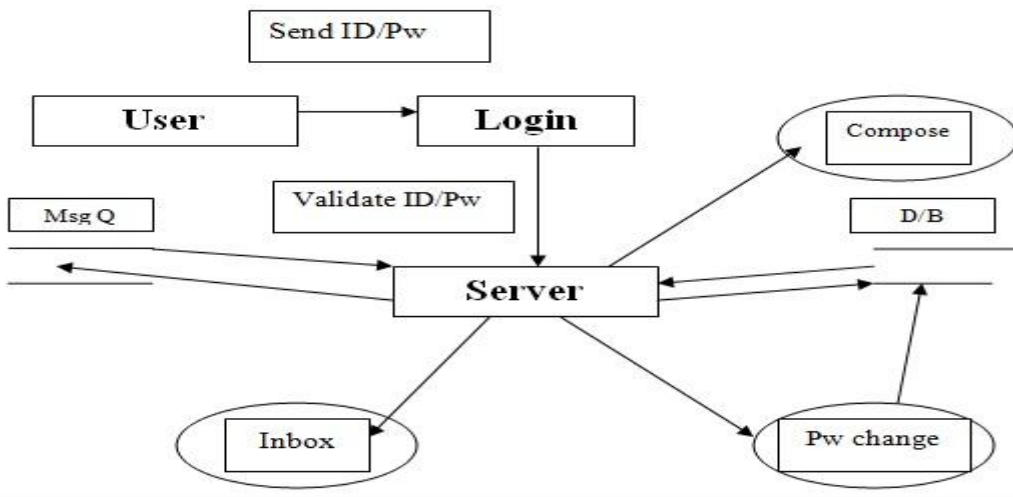 Send ID/Pw
User
Login
Compose
Validate ID/Pw
Msg Q
D/B
Server
Inbox
Pw change